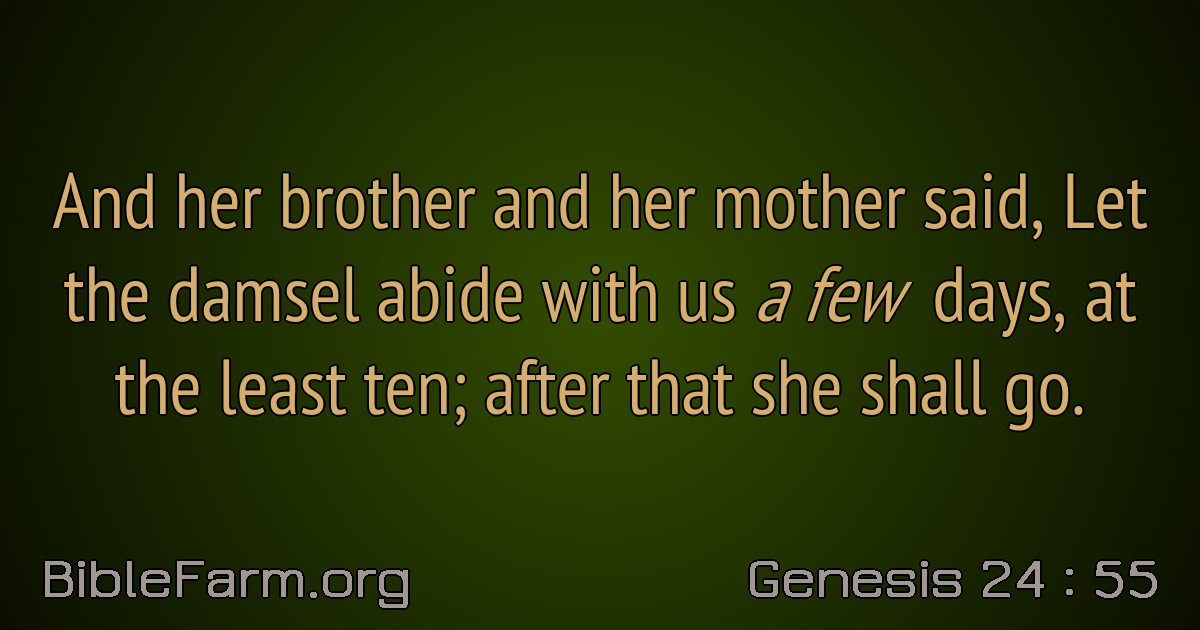 And her brother and her mother said, Let
the damsel abide with us a few days, at
the least ten; after that she shall go.
BibleFarm.org
Genesis 24 : 55